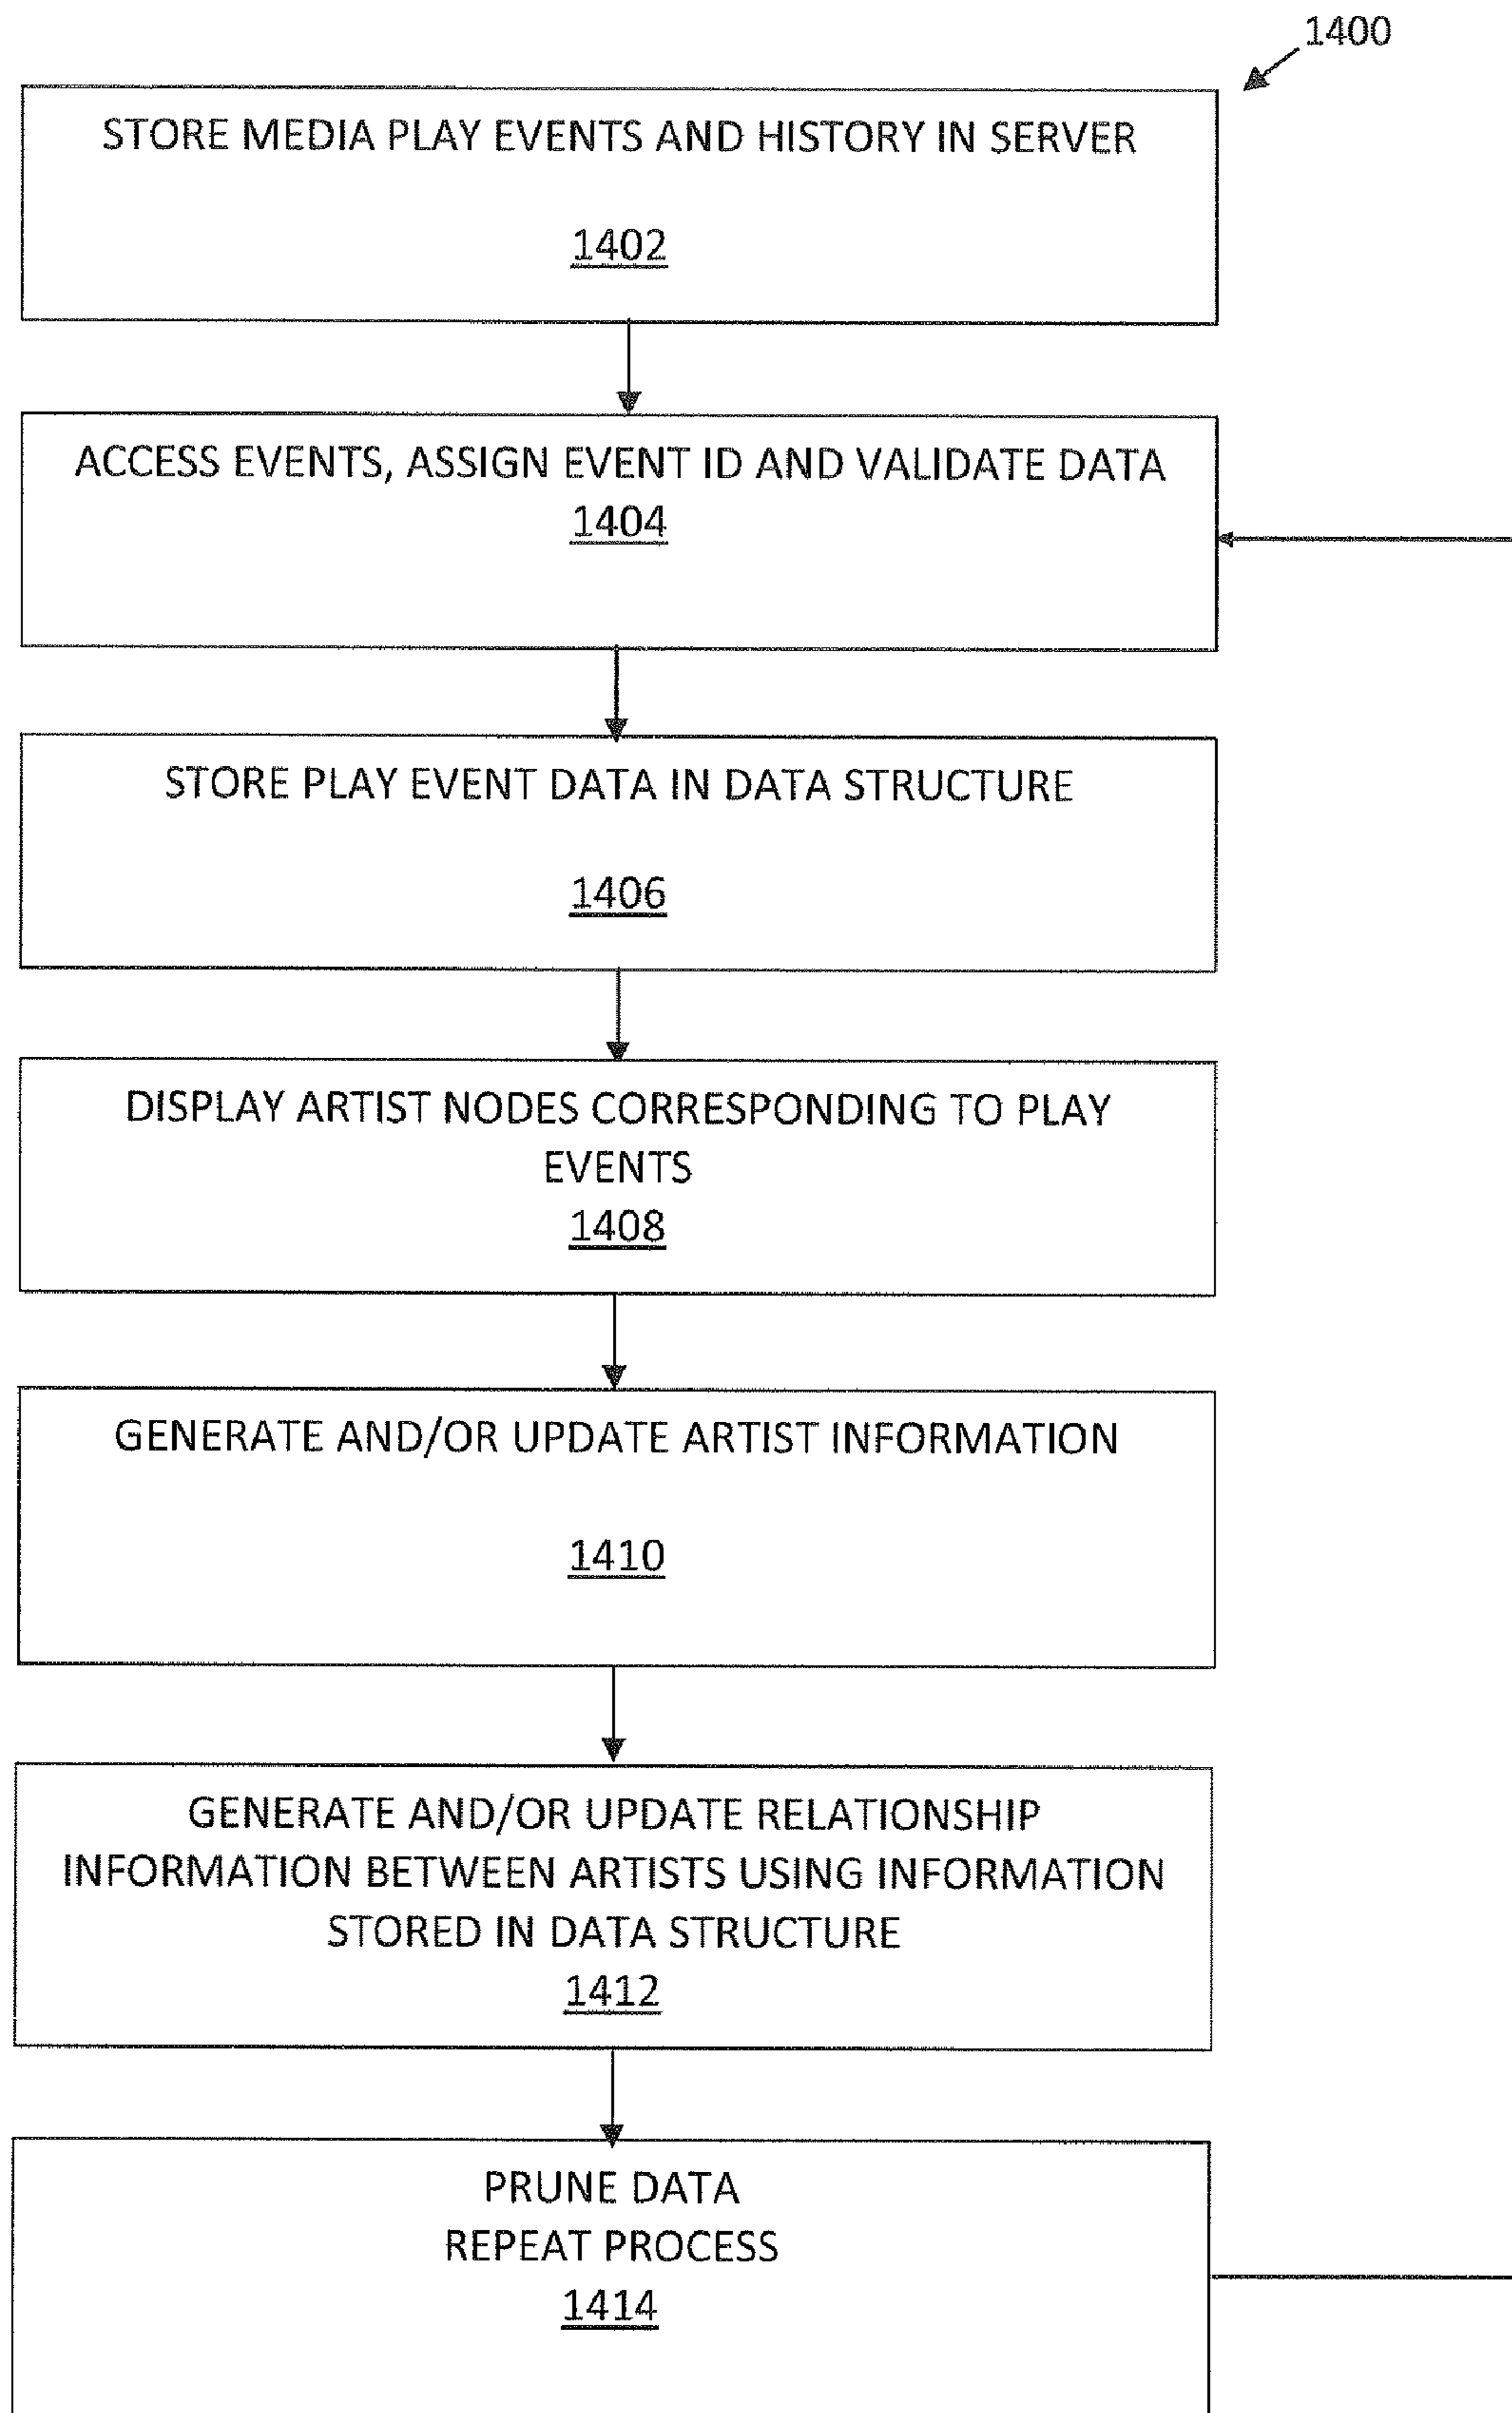 1400
STORE MEDIA PLAY EVENTS AND HISTORY IN SERVER
1402
ACCESS EVENTS, ASSIGN EVENT ID AND VALIDATE DATA
1404
STORE PLAY EVENT DATA IN DATA STRUCTURE
1406
DISPLAY ARTIST NODES CORRESPONDING TO PLAY
EVENTS
1408
GENERATE AND/OR UPDATE ARTIST INFORMATION
1410
GENERATE AND/OR UPDATE RELATIONSHIP
INFORMATION BETWEEN ARTISTS USING INFORMATION
STORED IN DATA STRUCTURE
1412
PRUNE DATA
REPEAT PROCESS
1414